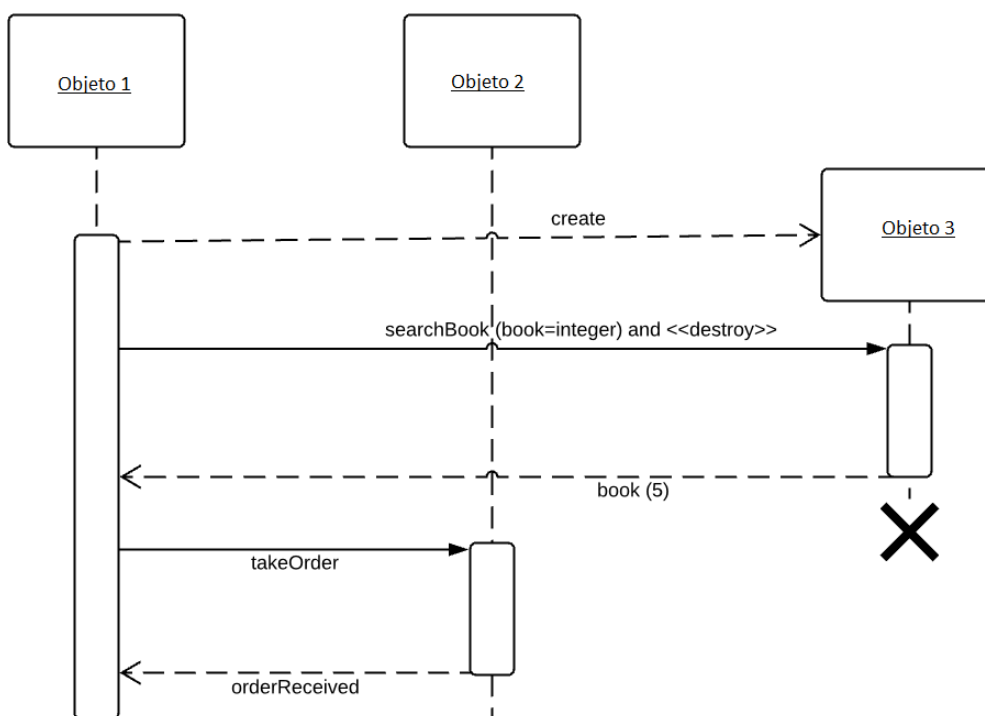 Objeto 1
Objeto 2
Objeto 3
create
searchBook (book=integer) and <<destroy>>
book (5)
takeOrder
orderReceived